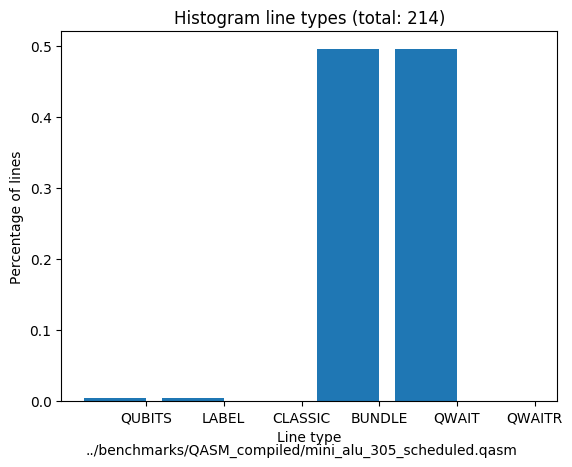 Histogram line types (total: 214)
Percentage of lines
0.5
0.4
0.3
0.2
0.1
0.0
QUBITS LABEL CLASSIC BUNDLE QWAIT QWAITR
Line type
../benchmarks/QASM_compiled/mini_alu_305_scheduled.qasm